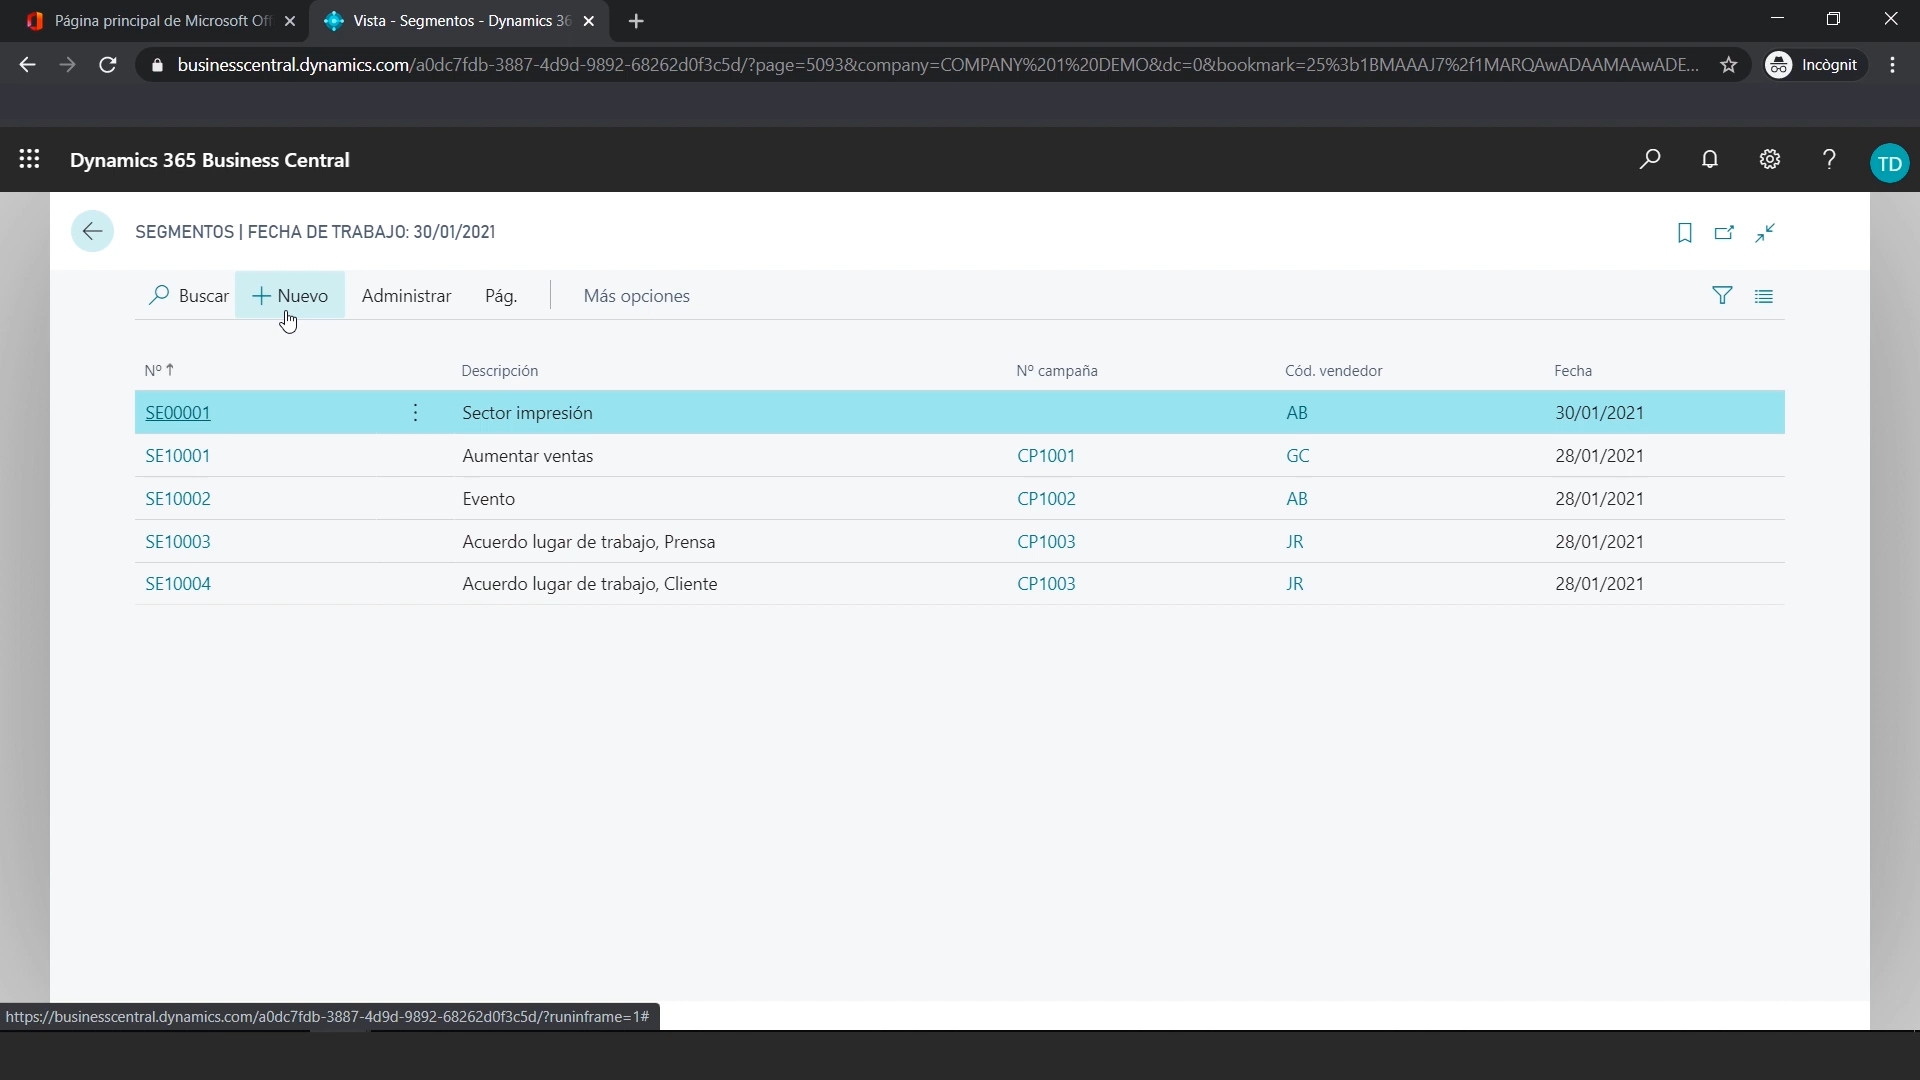 Página principal de Microsoft Off
Vista - Segmentos - Dynamics 36
businesscentral.dynamics.com/a0dc7fdb-3887-4d9d-9892-68262d0f3c5d/?page=5093&company=COMPANY%201%20DEMO&dc=0&bookmark=25%3b1BMAAAJ7%2f1MARQAwADAAMAAwADE...
Incògnit
Dynamics 365 Business Central
?
TD
SEGMENTOS | FECHA DE TRABAJO: 30/01/2021
Buscar + Nuevo Administrar Pág. Más opciones
Nº↑ Descripción Nº campaña Cód. vendedor Fecha
SE00001 Sector impresión AB 30/01/2021
SE10001 Aumentar ventas CP1001 GC 28/01/2021
SE10002 Evento CP1002 AB 28/01/2021
SE10003 Acuerdo lugar de trabajo, Prensa CP1003 JR 28/01/2021
SE10004 Acuerdo lugar de trabajo, Cliente CP1003 JR 28/01/2021
https://businesscentral.dynamics.com/a0dc7fdb-3887-4d9d-9892-68262d0f3c5d/?runinframe=1#